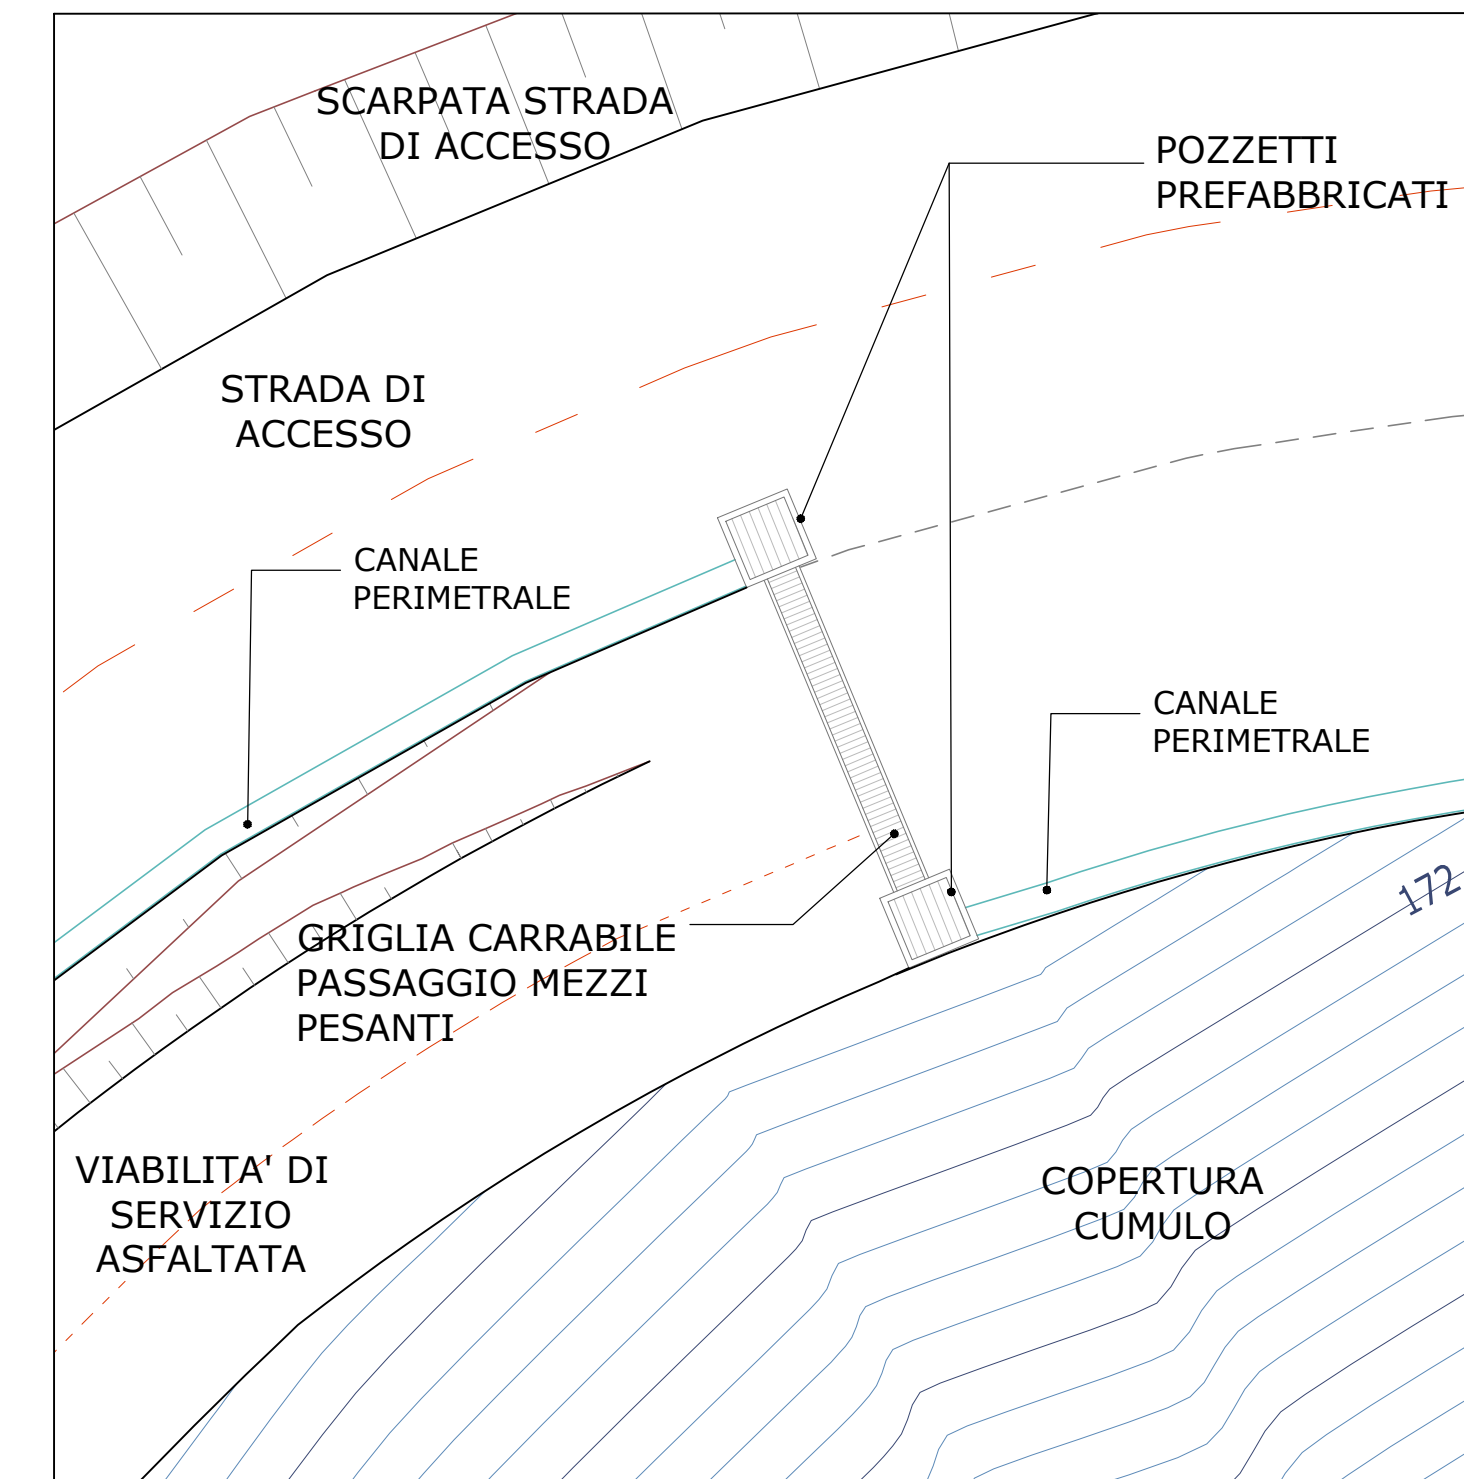 SCARPATA STRADA
DI ACCESSO
POZZETTI
PREFABBRICATI
STRADA DI
ACCESSO
CANALE
PERIMETRALE
CANALE
PERIMETRALE
172
GRIGLIA CARRABILE
PASSAGGIO MEZZI
PESANTI
VIABILITA' DI
SERVIZIO
ASFALTATA
COPERTURA
CUMULO